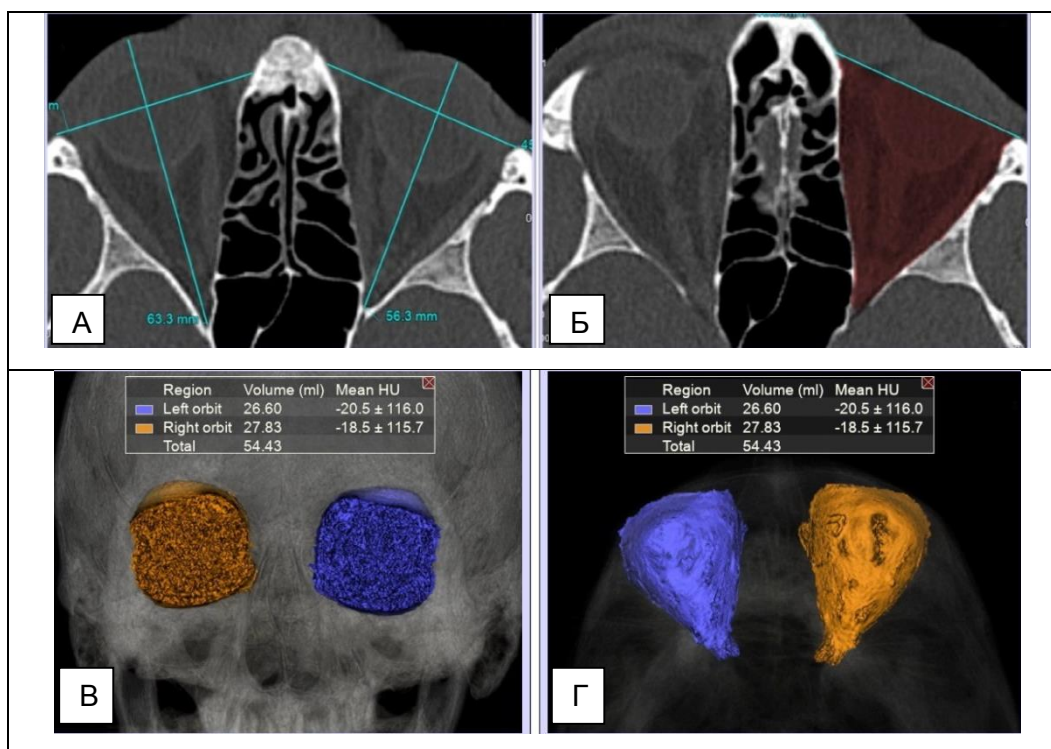 m
45
0
63.3 mm
56.3 mm
А
Б
Region Volume (ml) Mean HU
Left orbit 26.60 -20.5 ± 116.0
Right orbit 27.83 -18.5 ± 115.7
Total 54.43
Region Volume (ml) Mean HU
Left orbit 26.60 -20.5 ± 116.0
Right orbit 27.83 -18.5 ± 115.7
Total 54.43
В
Г